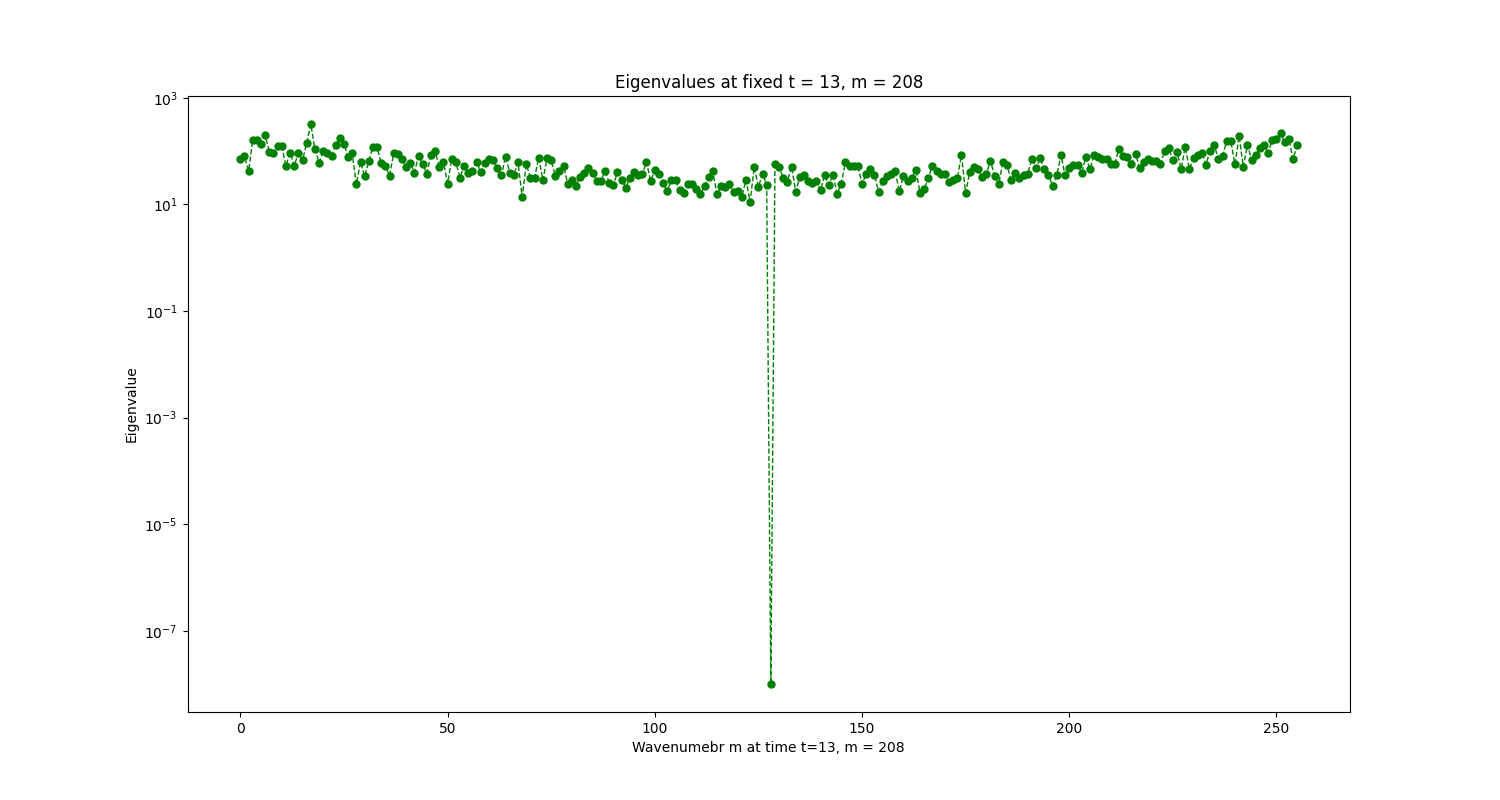 Eigenvalues at fixed t = 13, m = 208
10³
10¹
10⁻¹
10⁻³
10⁻⁵
10⁻⁷
Eigenvalue
0 50 100 150 200 250
Wavenumebr m at time t=13, m = 208